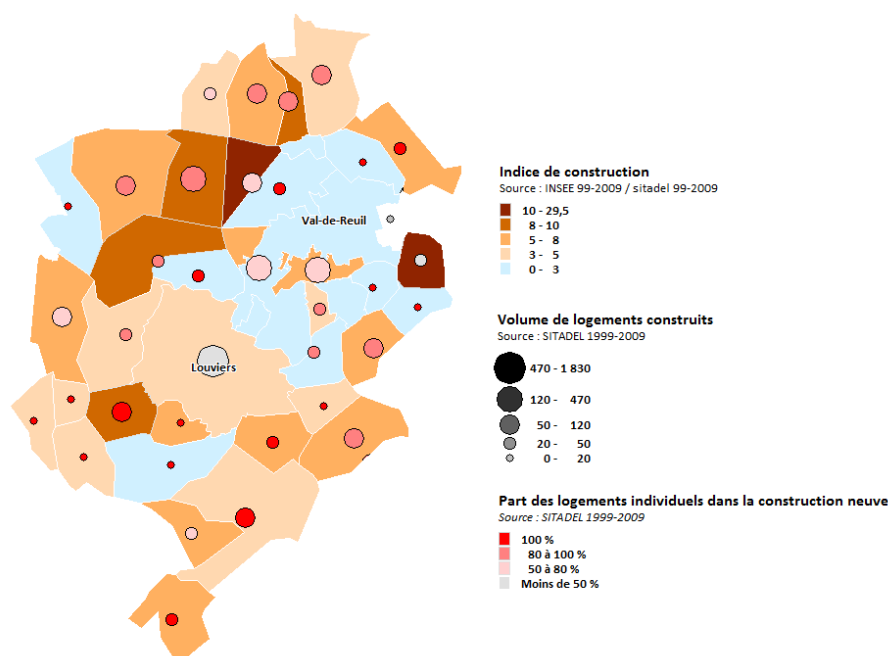 Val-de-Reuil
Louviers
Indice de construction
Source : INSEE 99-2009 / sitadel 99-2009
10 - 29,5
8 - 10
5 - 8
3 - 5
0 - 3
Volume de logements construits
Source : SITADEL 1999-2009
470 - 1 830
120 - 470
50 - 120
20 - 50
0 - 20
Part des logements individuels dans la construction neuve
Source : SITADEL 1999-2009
100 %
80 à 100 %
50 à 80 %
Moins de 50 %